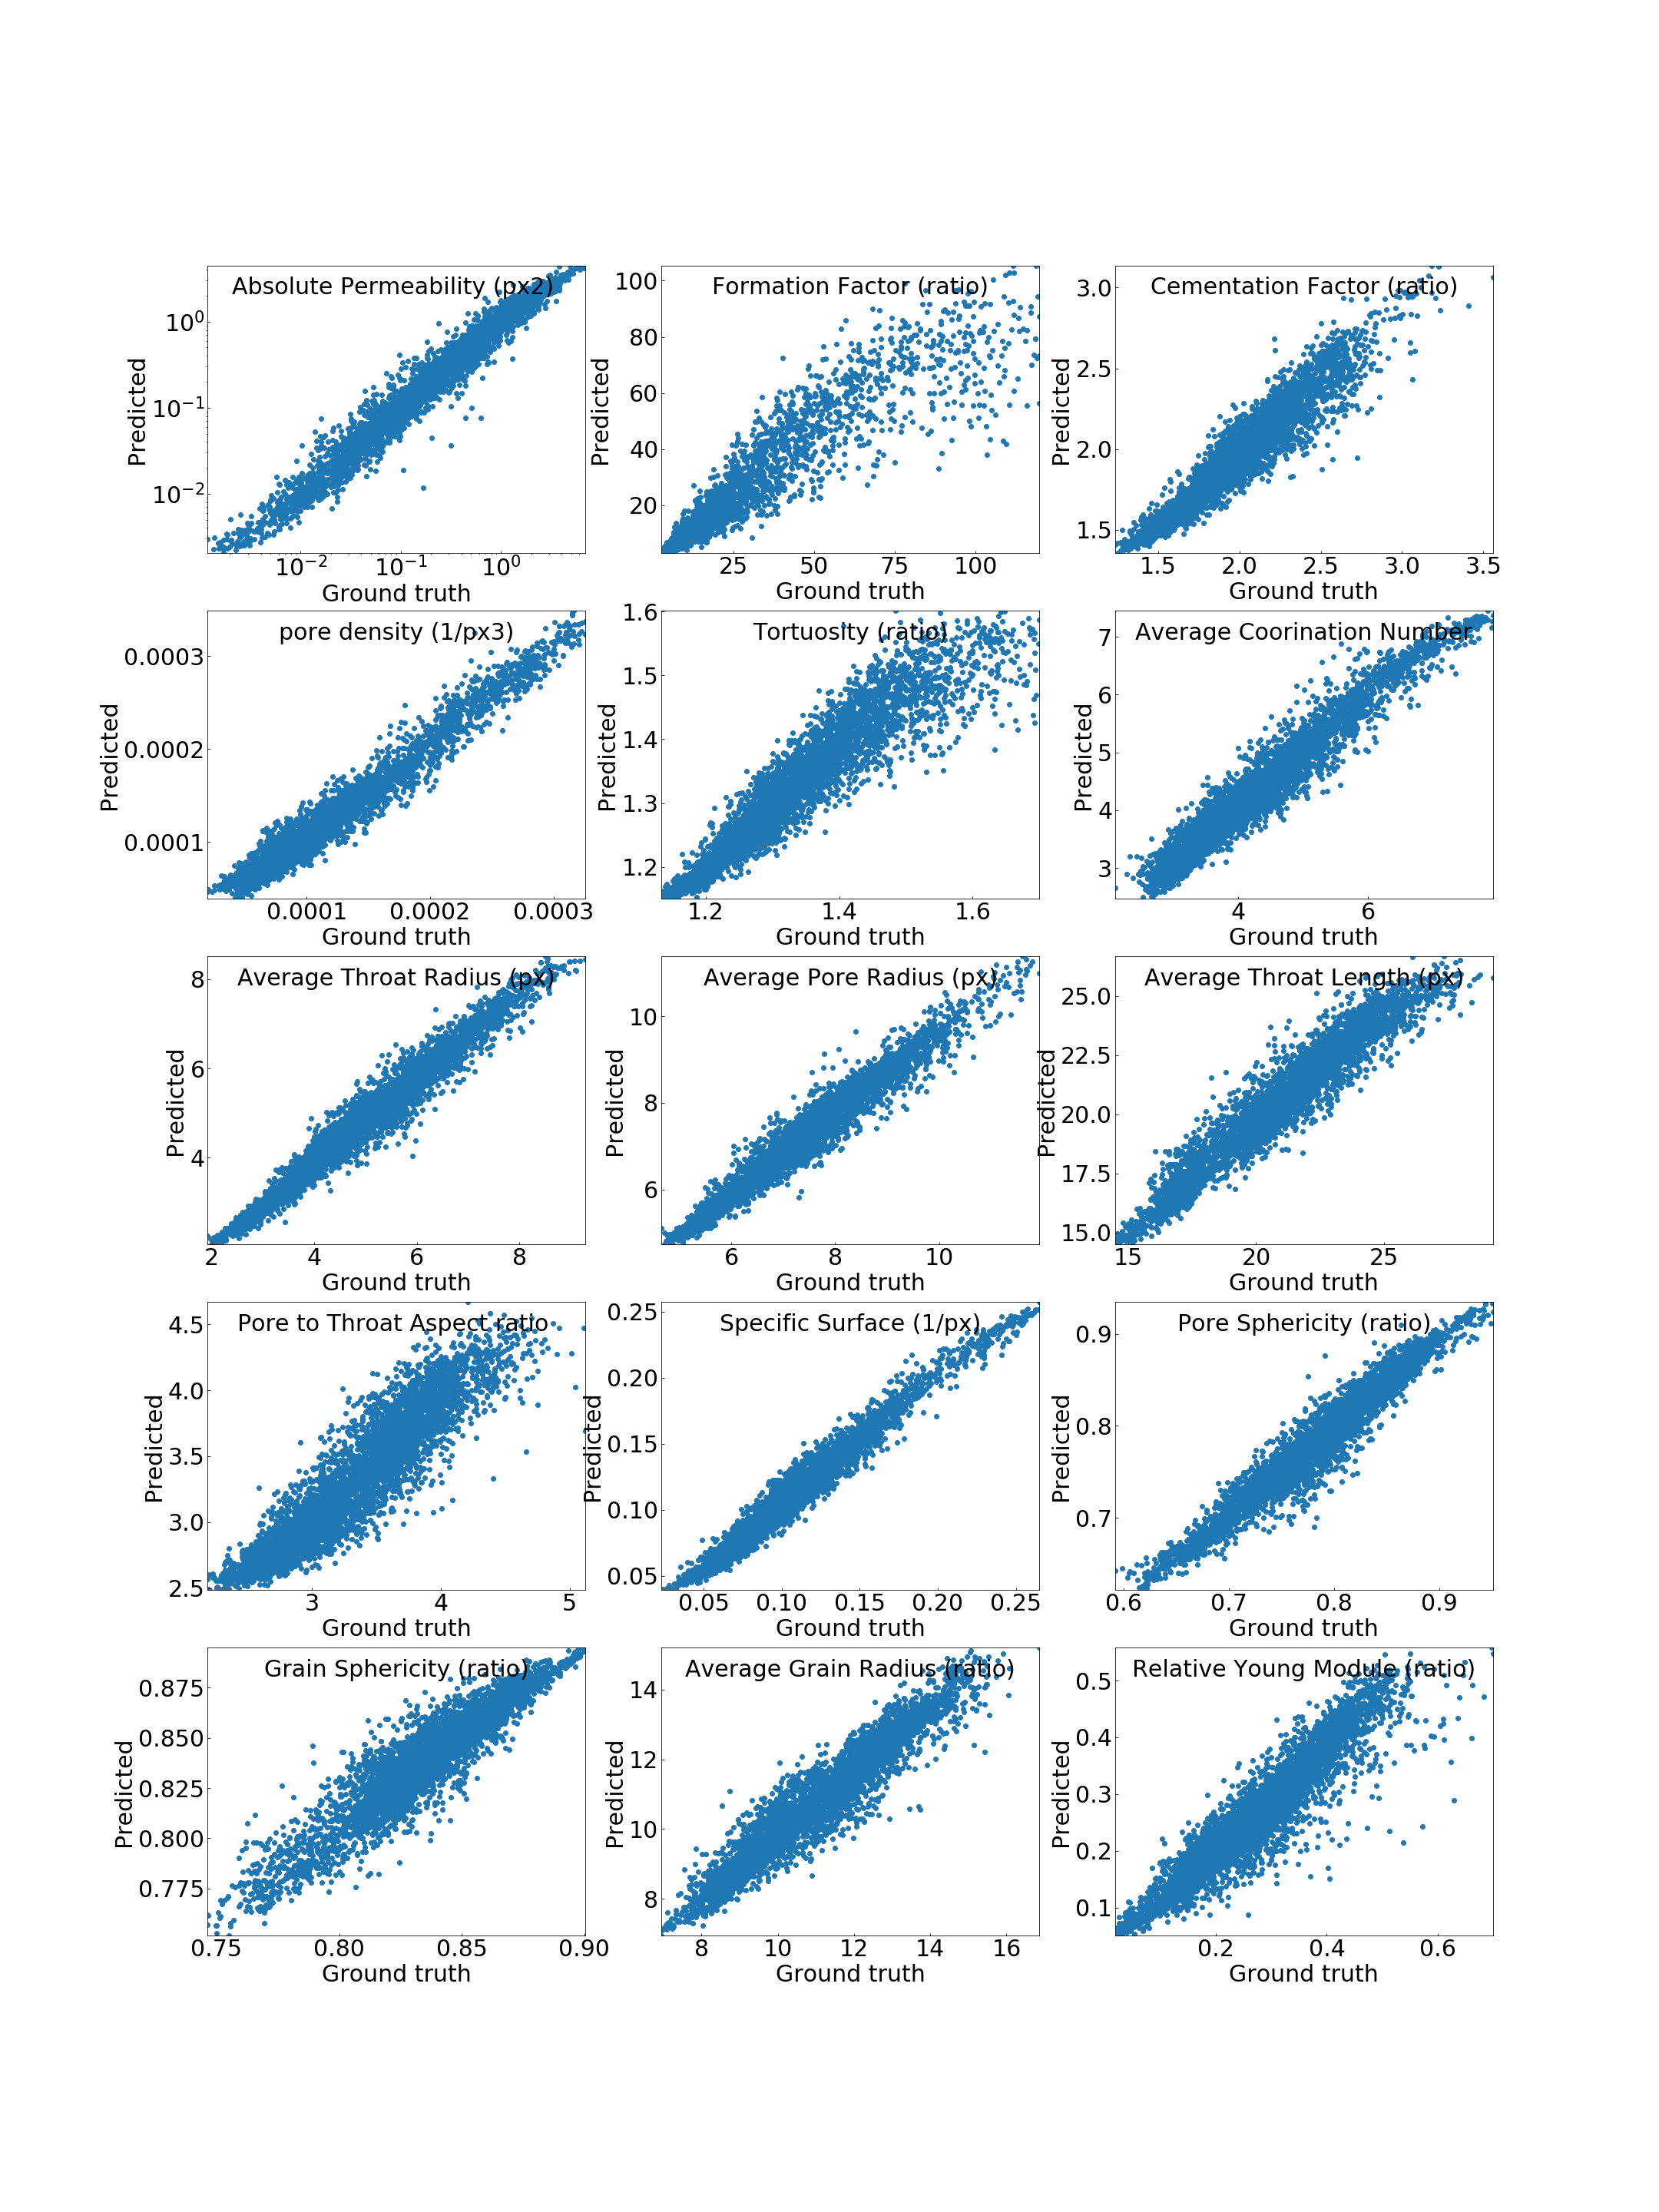 Absolute Permeability (px2)
Predicted
10⁰
10⁻¹
10⁻²
10⁻² 10⁻¹ 10⁰
Ground truth
Formation Factor (ratio)
Predicted
100
80
60
40
20
25 50 75 100
Ground truth
Cementation Factor (ratio)
Predicted
3.0
2.5
2.0
1.5
1.5 2.0 2.5 3.0 3.5
Ground truth
pore density (1/px3)
Predicted
0.0003
0.0002
0.0001
0.0001 0.0002 0.0003
Ground truth
Tortuosity (ratio)
Predicted
1.6
1.5
1.4
1.3
1.2
1.2 1.4 1.6
Ground truth
Average Coorination Number
Predicted
7
6
5
4
3
4 6
Ground truth
Average Throat Radius (px)
Predicted
8
6
4
2 4 6 8
Ground truth
Average Pore Radius (px)
Predicted
10
8
6
6 8 10
Ground truth
Average Throat Length (px)
Predicted
25.0
22.5
20.0
17.5
15.0
15 20 25
Ground truth
Pore to Throat Aspect ratio
Predicted
4.5
4.0
3.5
3.0
2.5
3 4 5
Ground truth
Specific Surface (1/px)
Predicted
0.25
0.20
0.15
0.10
0.05
0.05 0.10 0.15 0.20 0.25
Ground truth
Pore Sphericity (ratio)
Predicted
0.9
0.8
0.7
0.6 0.7 0.8 0.9
Ground truth
Grain Sphericity (ratio)
Predicted
0.875
0.850
0.825
0.800
0.775
0.75 0.80 0.85 0.90
Ground truth
Average Grain Radius (ratio)
Predicted
14
12
10
8
8 10 12 14 16
Ground truth
Relative Young Module (ratio)
Predicted
0.5
0.4
0.3
0.2
0.1
0.2 0.4 0.6
Ground truth